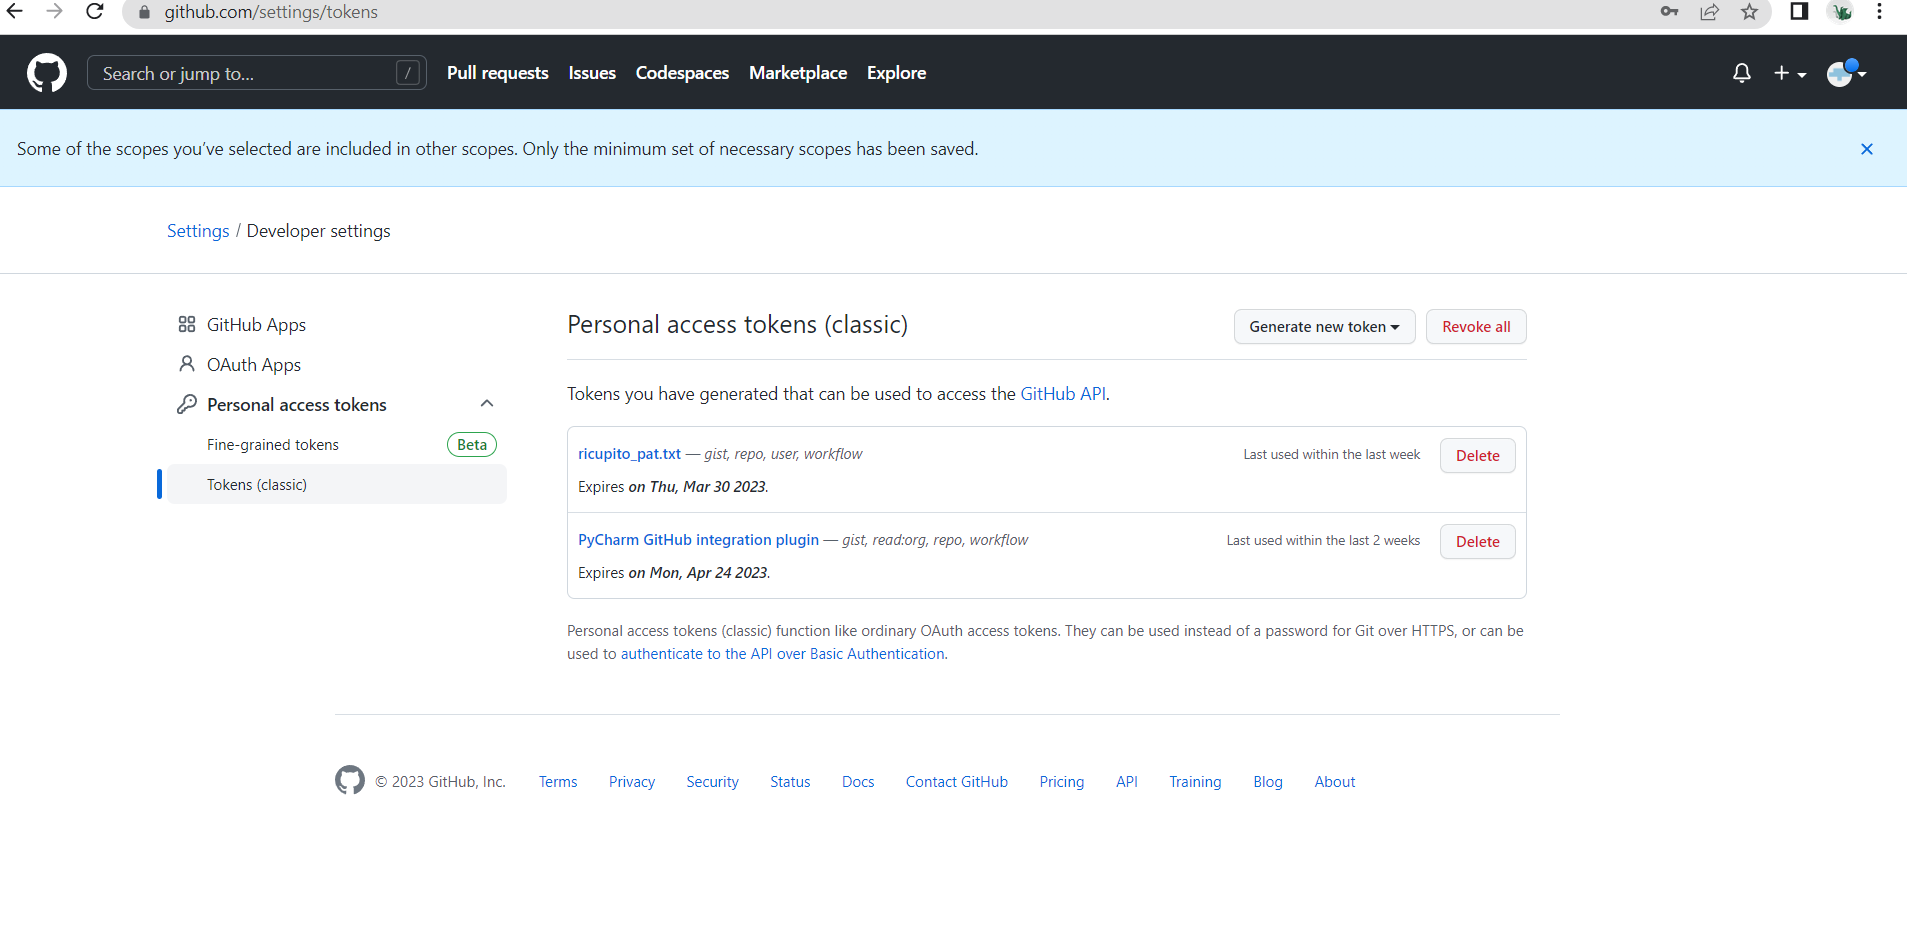 github.com/settings/tokens
Search or jump to... / Pull requests Issues Codespaces Marketplace Explore
Some of the scopes you’ve selected are included in other scopes. Only the minimum set of necessary scopes has been saved.
Settings / Developer settings
GitHub Apps
OAuth Apps
Personal access tokens
Fine-grained tokens Beta
Tokens (classic)
Personal access tokens (classic) Generate new token Revoke all
Tokens you have generated that can be used to access the GitHub API.
ricupito_pat.txt — gist, repo, user, workflow Last used within the last week Delete
Expires on Thu, Mar 30 2023.
PyCharm GitHub integration plugin — gist, read:org, repo, workflow Last used within the last 2 weeks Delete
Expires on Mon, Apr 24 2023.
Personal access tokens (classic) function like ordinary OAuth access tokens. They can be used instead of a password for Git over HTTPS, or can be
used to authenticate to the API over Basic Authentication.
© 2023 GitHub, Inc. Terms Privacy Security Status Docs Contact GitHub Pricing API Training Blog About